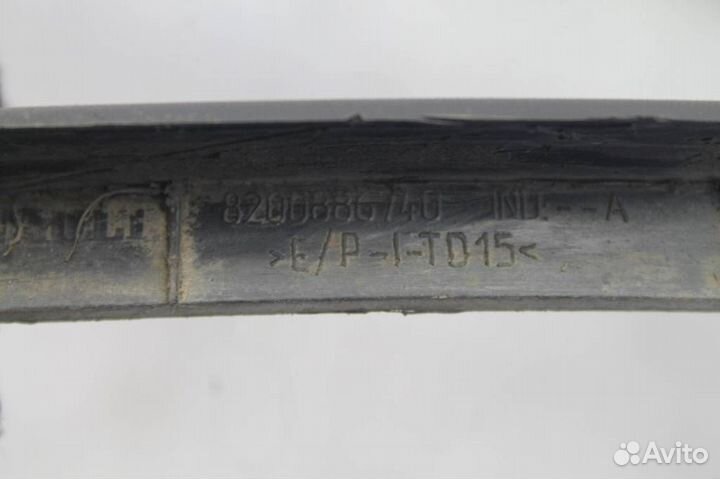 8200886740 IND:--A
>E/P-I-TD15<
Avito